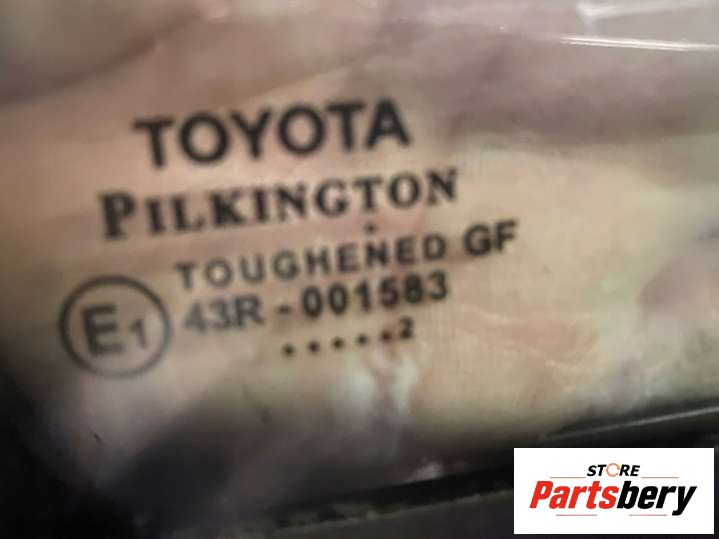 TOYOTA
PILKINGTON
TOUGHENED GF
E1
43R - 001583
.....2
STORE
Partsbery